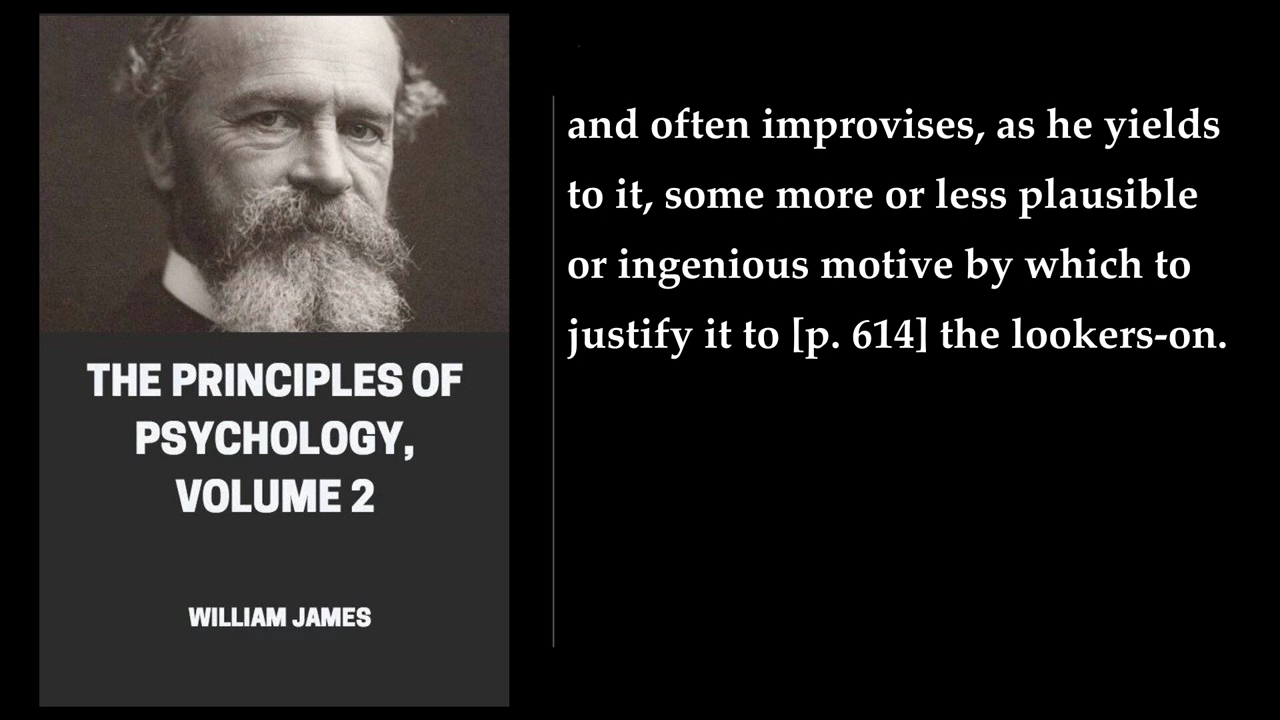 THE PRINCIPLES OF
PSYCHOLOGY,
VOLUME 2
WILLIAM JAMES
and often improvises, as he yields
to it, some more or less plausible
or ingenious motive by which to
justify it to [p. 614] the lookers-on.